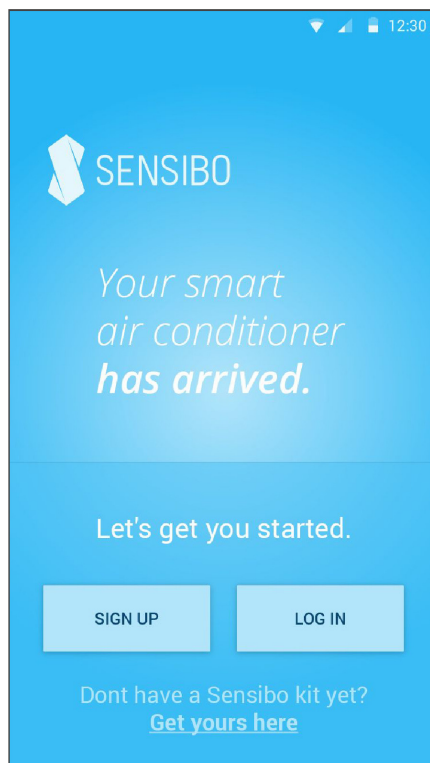 12:30
SENSIBO
Your smart
air conditioner
has arrived.
Let's get you started.
SIGN UP
LOG IN
Dont have a Sensibo kit yet?
Get yours here